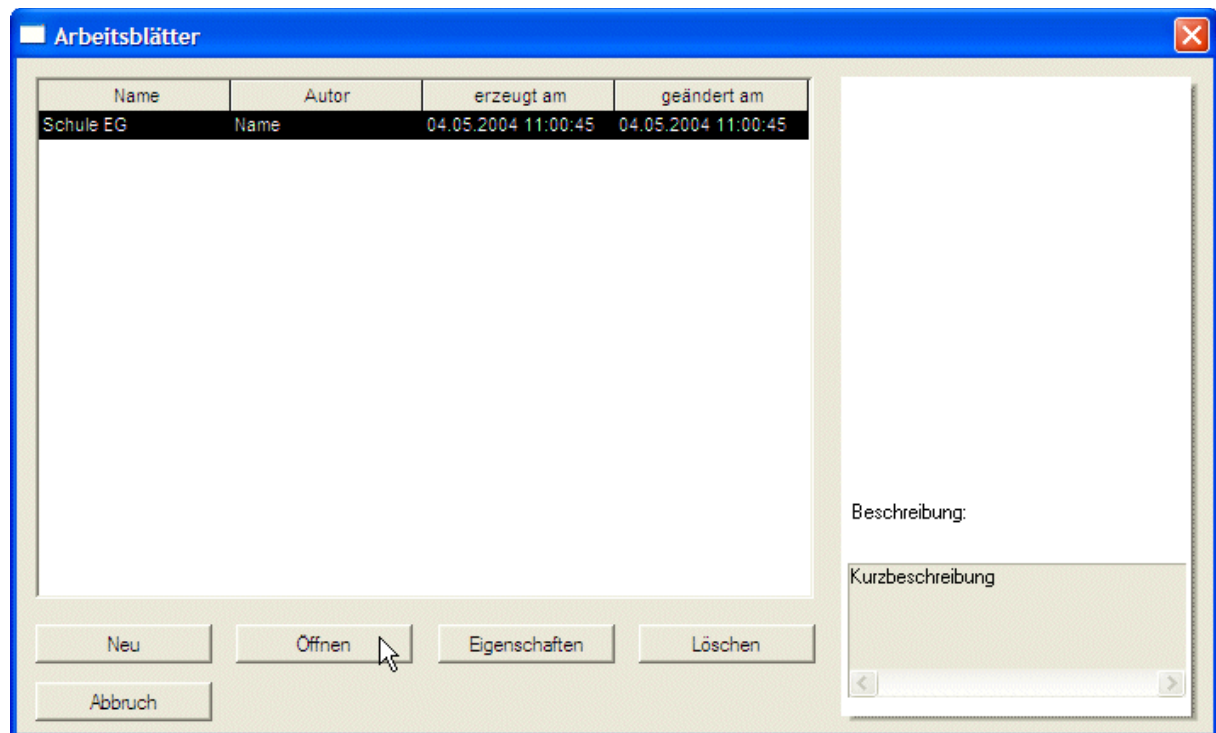 Arbeitsblätter
Name Autor erzeugt am geändert am
Schule EG Name 04.05.2004 11:00:45 04.05.2004 11:00:45
Beschreibung:
Kurzbeschreibung
Neu Öffnen Eigenschaften Löschen
Abbruch